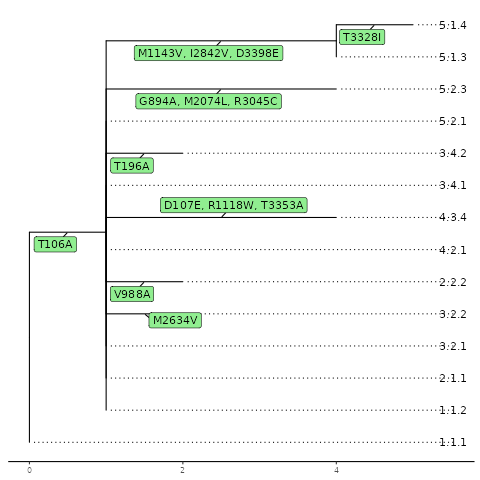 5.1.4
T3328I
M1143V, I2842V, D3398E
5.1.3
5.2.3
G894A, M2074L, R3045C
5.2.1
3.4.2
T196A
3.4.1
D107E, R1118W, T3353A
4.3.4
T106A
4.2.1
2.2.2
V988A
3.2.2
M2634V
3.2.1
2.1.1
1.1.2
1.1.1
0 2 4